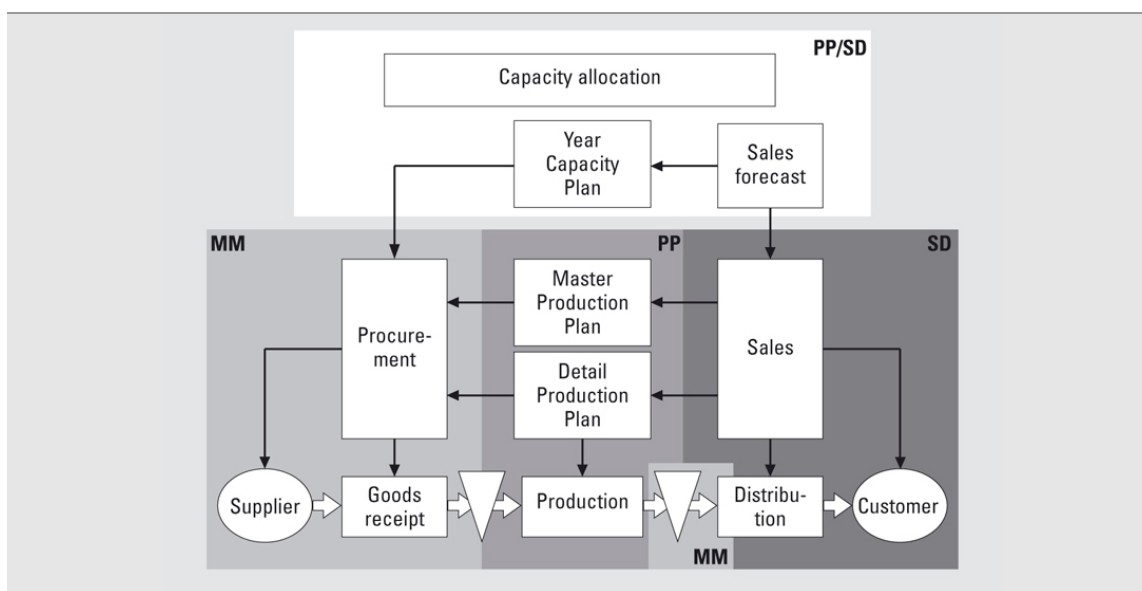 PP/SD
Capacity allocation
Year
Capacity
Plan
Sales
forecast
MM
PP
SD
Procure-
ment
Master
Production
Plan
Sales
Detail
Production
Plan
Supplier
Goods
receipt
Production
Distribu-
tion
Customer
MM